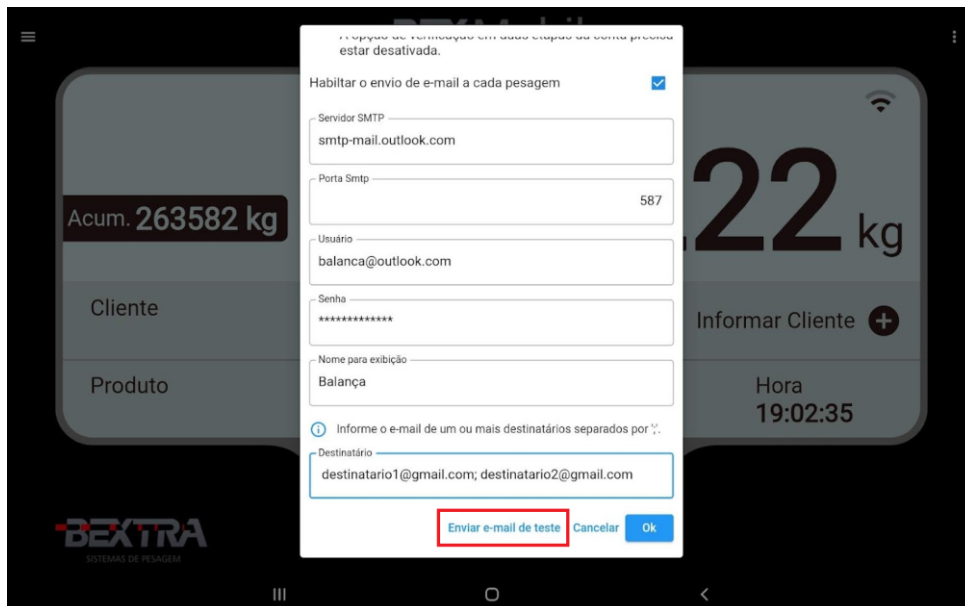 estar desativada.
Habiltar o envio de e-mail a cada pesagem
Servidor SMTP
smtp-mail.outlook.com
Porta Smtp
587
Usuário
balanca@outlook.com
Senha
*************
Nome para exibição
Balança
Informe o e-mail de um ou mais destinatários separados por ';'.
Destinatário
destinatario1@gmail.com; destinatario2@gmail.com
Enviar e-mail de teste Cancelar Ok
Acum. 263582 kg
22 kg
Cliente
Informar Cliente
Produto
Hora
19:02:35
BEXTRA
SISTEMAS DE PESAGEM